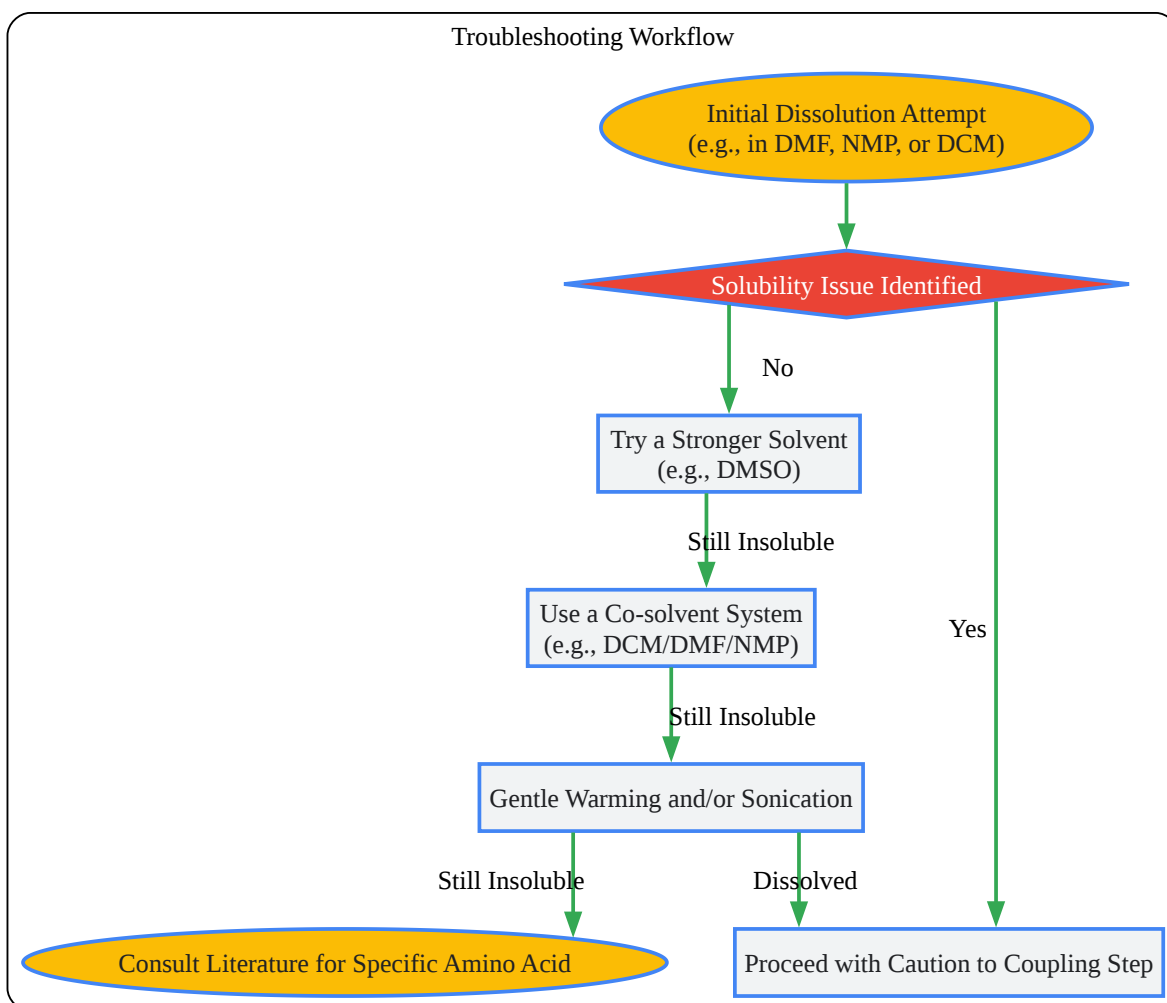 Troubleshooting Workflow
Initial Dissolution Attempt
(e.g., in DMF, NMP, or DCM)
Solubility Issue Identified
No
Try a Stronger Solvent
(e.g., DMSO)
Still Insoluble
Use a Co-solvent System
(e.g., DCM/DMF/NMP)
Yes
Still Insoluble
Gentle Warming and/or Sonication
Still Insoluble
Dissolved
Consult Literature for Specific Amino Acid
Proceed with Caution to Coupling Step